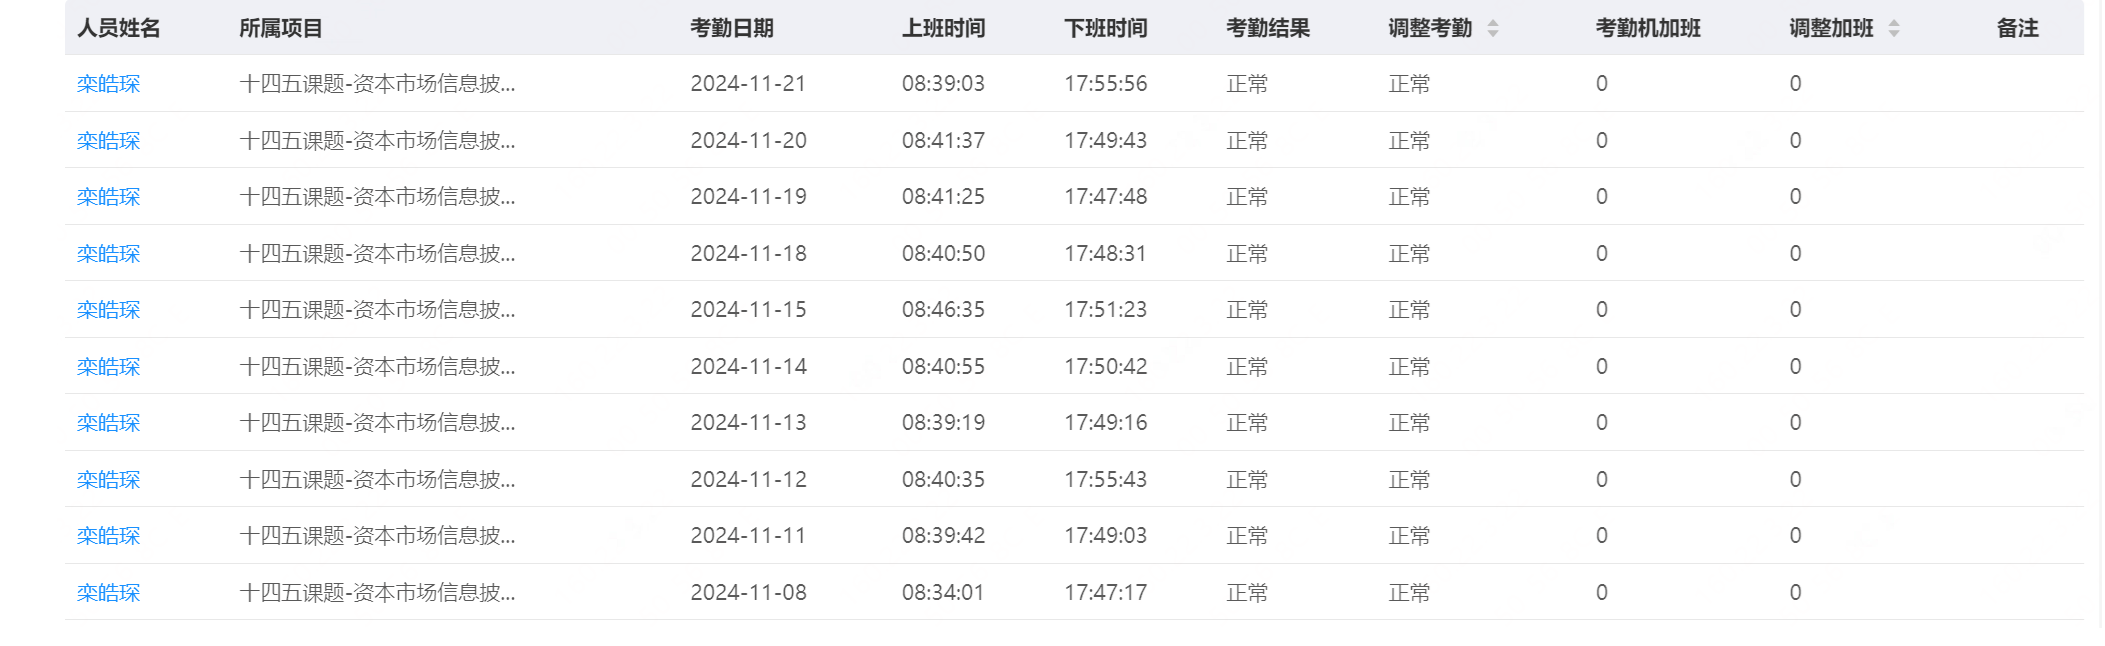 人员姓名 所属项目 考勤日期 上班时间 下班时间 考勤结果 调整考勤 考勤机加班 调整加班 备注
栾皓琛 十四五课题-资本市场信息披... 2024-11-21 08:39:03 17:55:56 正常 正常 0 0
栾皓琛 十四五课题-资本市场信息披... 2024-11-20 08:41:37 17:49:43 正常 正常 0 0
栾皓琛 十四五课题-资本市场信息披... 2024-11-19 08:41:25 17:47:48 正常 正常 0 0
栾皓琛 十四五课题-资本市场信息披... 2024-11-18 08:40:50 17:48:31 正常 正常 0 0
栾皓琛 十四五课题-资本市场信息披... 2024-11-15 08:46:35 17:51:23 正常 正常 0 0
栾皓琛 十四五课题-资本市场信息披... 2024-11-14 08:40:55 17:50:42 正常 正常 0 0
栾皓琛 十四五课题-资本市场信息披... 2024-11-13 08:39:19 17:49:16 正常 正常 0 0
栾皓琛 十四五课题-资本市场信息披... 2024-11-12 08:40:35 17:55:43 正常 正常 0 0
栾皓琛 十四五课题-资本市场信息披... 2024-11-11 08:39:42 17:49:03 正常 正常 0 0
栾皓琛 十四五课题-资本市场信息披... 2024-11-08 08:34:01 17:47:17 正常 正常 0 0